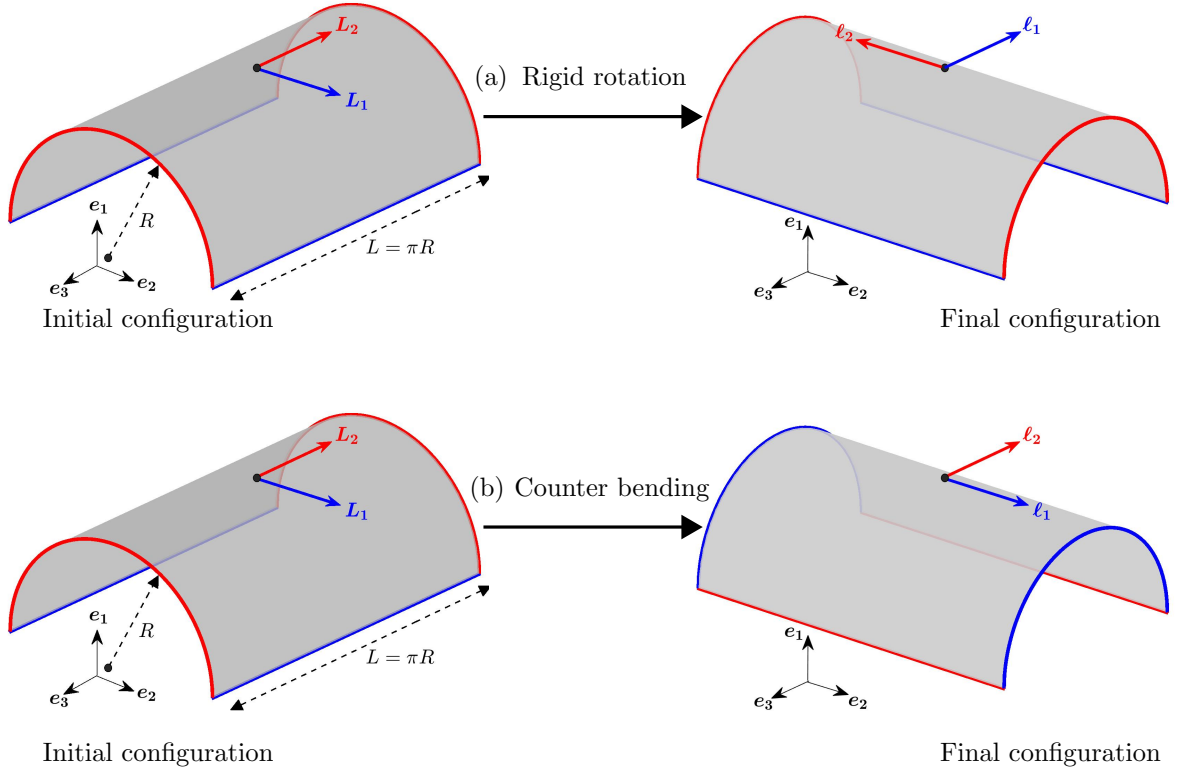 L₂
L₁
R
L = πR
e₁
e₂
e₃
Initial configuration
(a) Rigid rotation
ℓ₂
ℓ₁
e₁
e₂
e₃
Final configuration
L₂
L₁
R
L = πR
e₁
e₂
e₃
Initial configuration
(b) Counter bending
ℓ₂
ℓ₁
e₁
e₂
e₃
Final configuration